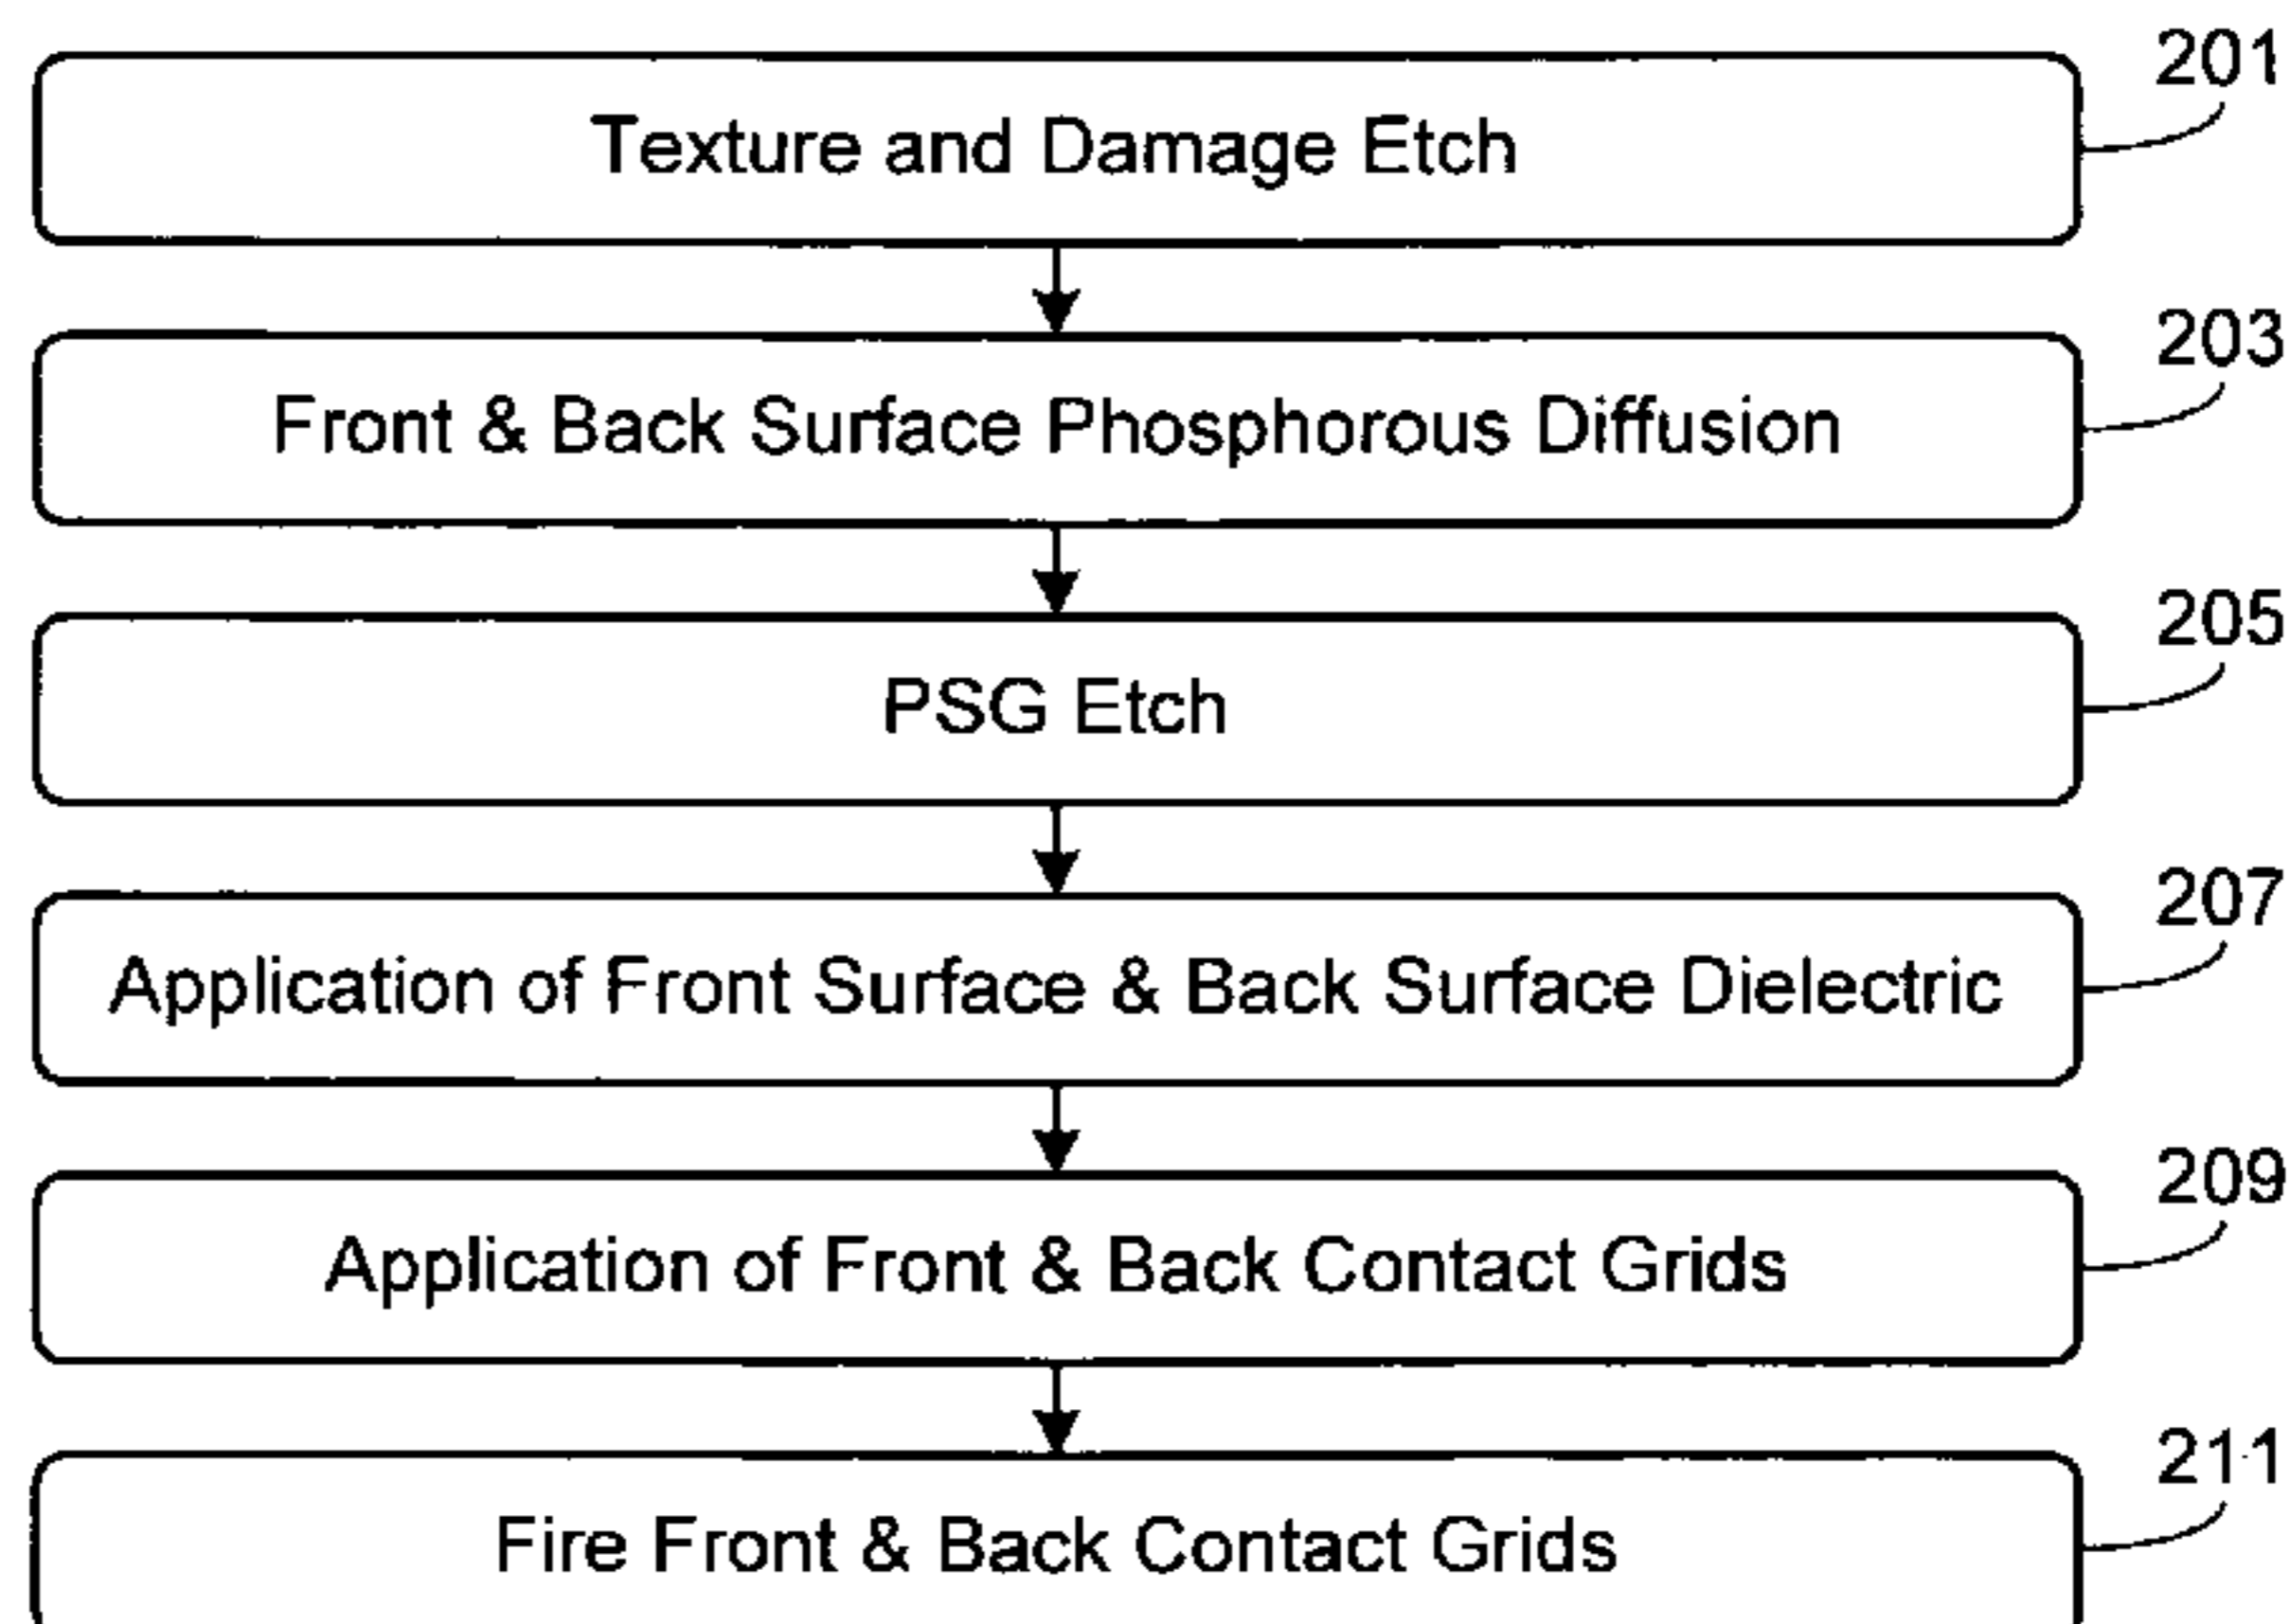 201
Texture and Damage Etch
203
Front & Back Surface Phosphorous Diffusion
205
PSG Etch
207
Application of Front Surface & Back Surface Dielectric
209
Application of Front & Back Contact Grids
211
Fire Front & Back Contact Grids